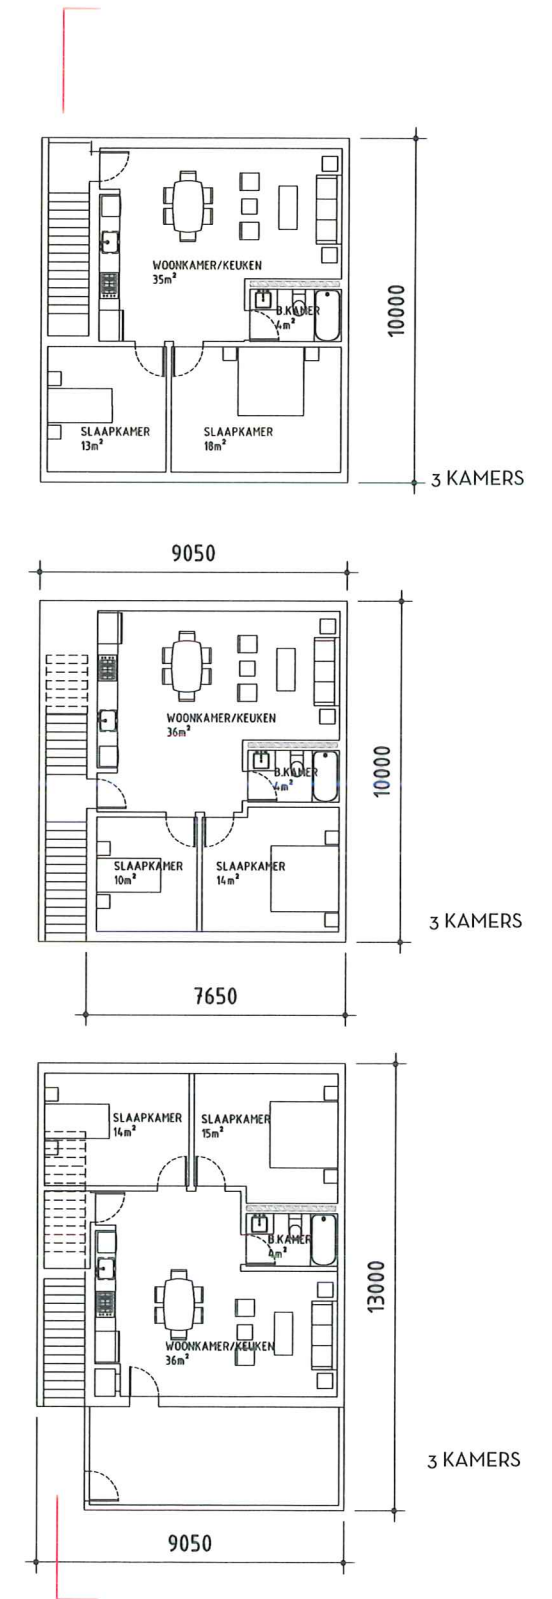 WOONKAMER/KEUKEN
35m²
B.KAMER
4m²
10000
SLAAPKAMER
13m²
SLAAPKAMER
18m²
3 KAMERS
9050
WOONKAMER/KEUKEN
36m²
B.KAMER
4m²
10000
SLAAPKAMER
10m²
SLAAPKAMER
14m²
3 KAMERS
7650
SLAAPKAMER
14m²
SLAAPKAMER
15m²
B.KAMER
4m²
13000
WOONKAMER/KEUKEN
36m²
3 KAMERS
9050